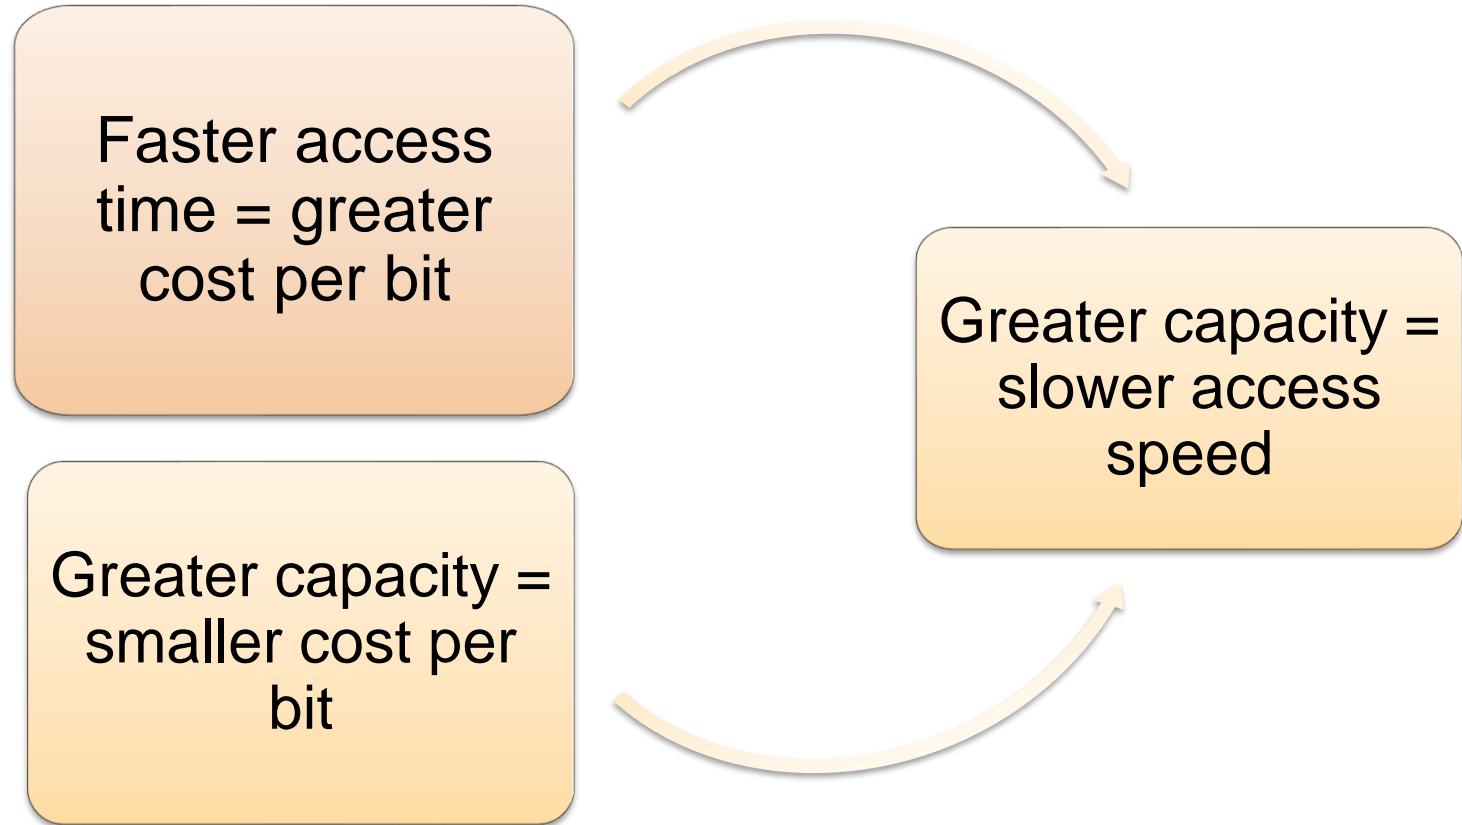 Faster access
time = greater
cost per bit
Greater capacity =
smaller cost per
bit
Greater capacity =
slower access
speed